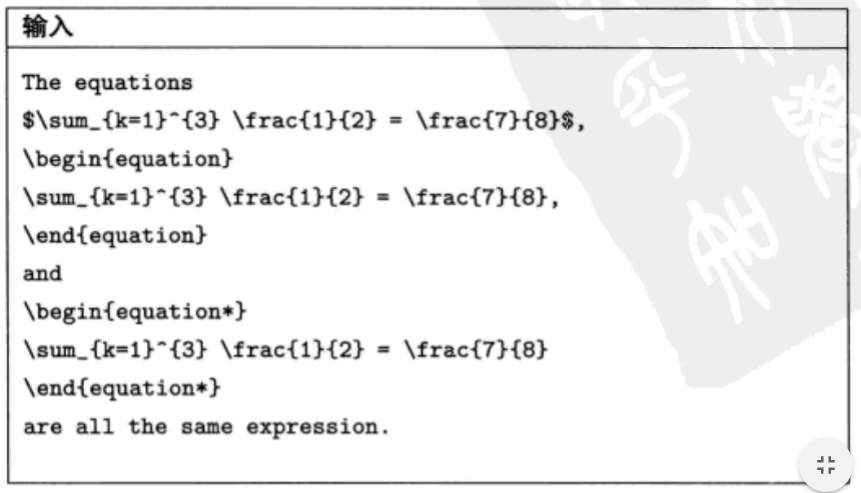 输入
The equations
$\sum_{k=1}^{3} \frac{1}{2} = \frac{7}{8}$,
\begin{equation}
\sum_{k=1}^{3} \frac{1}{2} = \frac{7}{8},
\end{equation}
and
\begin{equation*}
\sum_{k=1}^{3} \frac{1}{2} = \frac{7}{8}
\end{equation*}
are all the same expression.